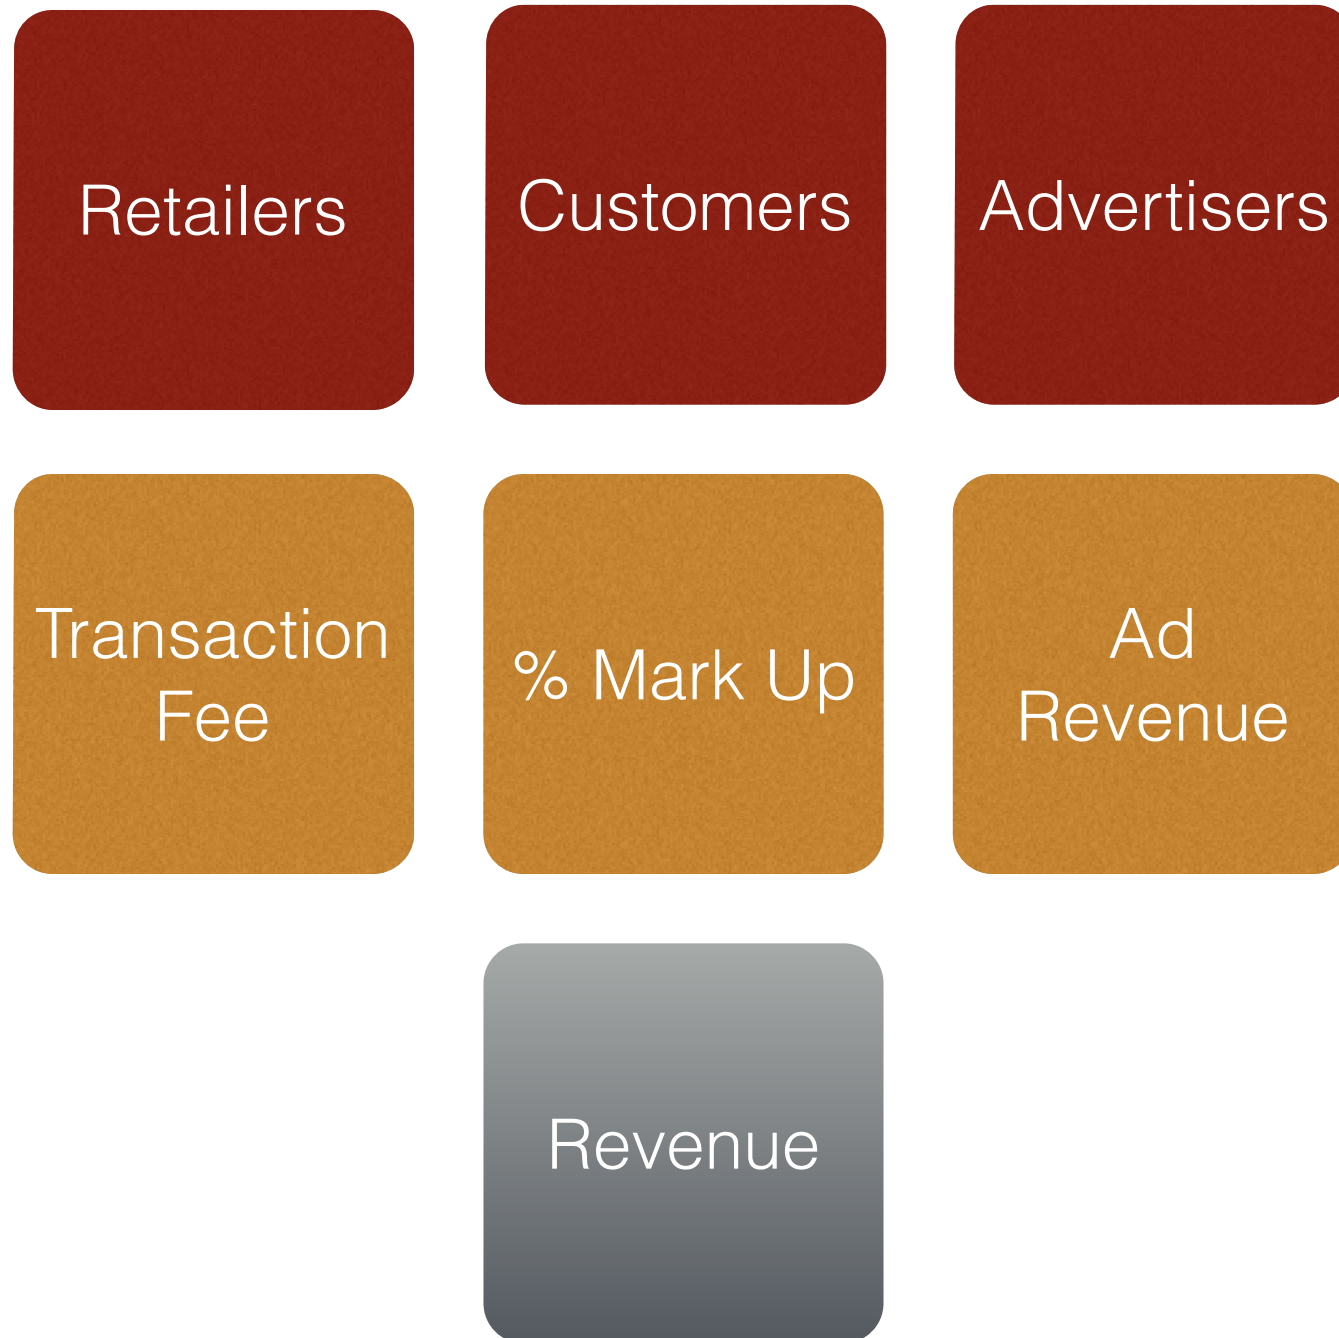 Retailers
Customers
Advertisers
Transaction
Fee
% Mark Up
Ad
Revenue
Revenue